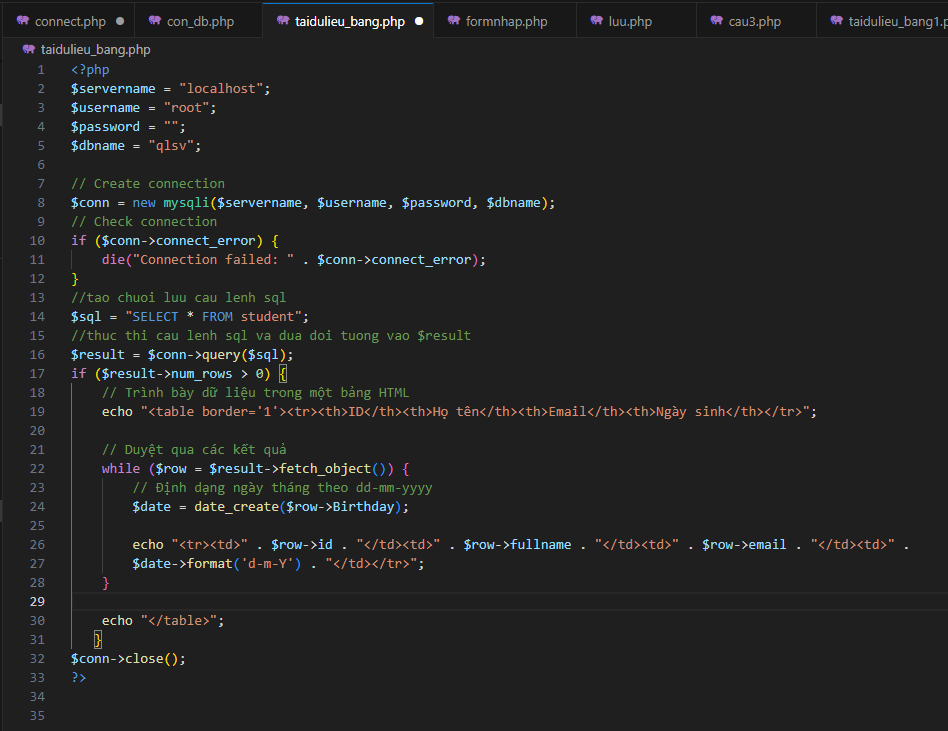 connect.php con_db.php taidulieu_bang.php formnhap.php luu.php cau3.php taidulieu_bang1.p
taidulieu_bang.php
1 <?php
2 $servername = "localhost";
3 $username = "root";
4 $password = "";
5 $dbname = "qlsv";
6
7 // Create connection
8 $conn = new mysqli($servername, $username, $password, $dbname);
9 // Check connection
10 if ($conn->connect_error) {
11     die("Connection failed: " . $conn->connect_error);
12 }
13 //tao chuoi luu cau lenh sql
14 $sql = "SELECT * FROM student";
15 //thuc thi cau lenh sql va dua doi tuong vao $result
16 $result = $conn->query($sql);
17 if ($result->num_rows > 0) {
18     // Trình bày dữ liệu trong một bảng HTML
19     echo "<table border='1'><tr><th>ID</th><th>Họ tên</th><th>Email</th><th>Ngày sinh</th></tr>";
20
21     // Duyệt qua các kết quả
22     while ($row = $result->fetch_object()) {
23         // Định dạng ngày tháng theo dd-mm-yyyy
24         $date = date_create($row->Birthday);
25
26         echo "<tr><td>" . $row->id . "</td><td>" . $row->fullname . "</td><td>" . $row->email . "</td><td>" .
27         $date->format('d-m-Y') . "</td></tr>";
28     }
29
30     echo "</table>";
31    }
32 $conn->close();
33 ?>
34
35